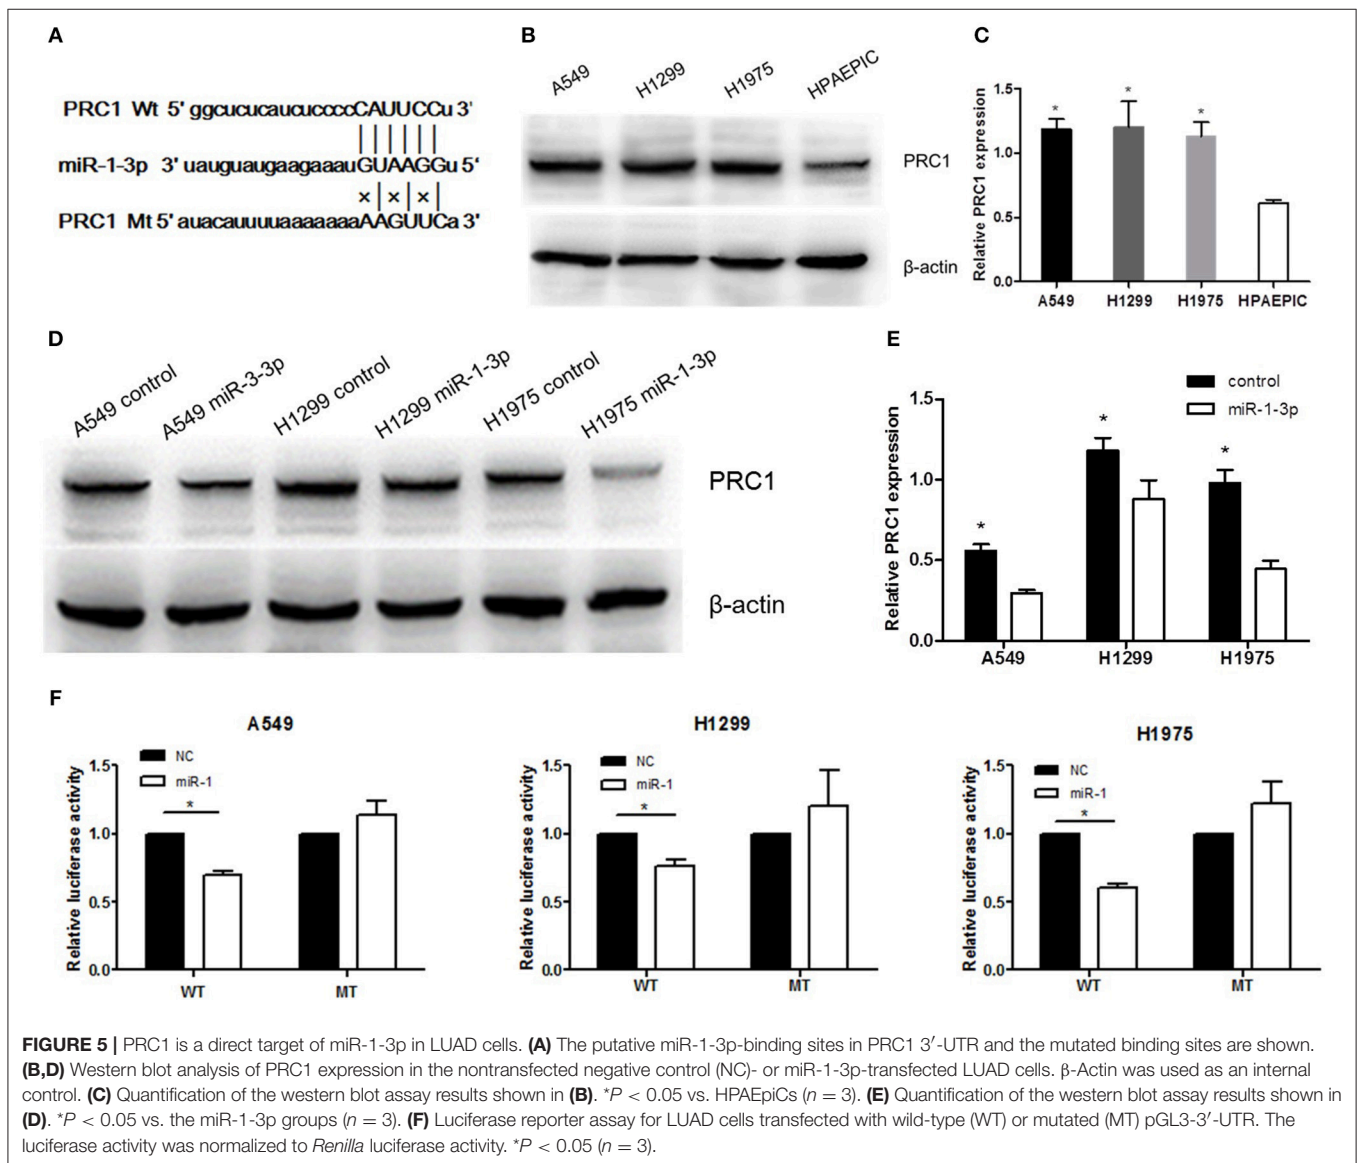 A
PRC1 Wt 5' ggcucucaucuccccCAUUCCu 3'
miR-1-3p 3' uauguaugaagaaauGUAAGGu 5'
×|×|×|
PRC1 Mt 5' auacauuuuaaaaaaaAAGUUCa 3'
B
A549 H1299 H1975 HPAEPIC
PRC1
β-actin
C
Relative PRC1 expression
1.5
1.0
0.5
0.0
* * *
A549 H1299 H1975 HPAEPIC
D
A549 control A549 miR-3-3p H1299 control H1299 miR-1-3p H1975 control H1975 miR-1-3p
PRC1
β-actin
E
control
miR-1-3p
Relative PRC1 expression
1.5
1.0
0.5
0.0
* * *
A549 H1299 H1975
F
A549
NC
miR-1
Relative luciferase activity
1.5
1.0
0.5
0.0
*
WT MT
H1299
NC
miR-1
Relative luciferase activity
1.5
1.0
0.5
0.0
*
WT MT
H1975
NC
miR-1
Relative luciferase activity
1.5
1.0
0.5
0.0
*
WT MT
FIGURE 5 | PRC1 is a direct target of miR-1-3p in LUAD cells. (A) The putative miR-1-3p-binding sites in PRC1 3′-UTR and the mutated binding sites are shown.
(B,D) Western blot analysis of PRC1 expression in the nontransfected negative control (NC)- or miR-1-3p-transfected LUAD cells. β-Actin was used as an internal
control. (C) Quantification of the western blot assay results shown in (B). *P < 0.05 vs. HPAEpiCs (n = 3). (E) Quantification of the western blot assay results shown in
(D). *P < 0.05 vs. the miR-1-3p groups (n = 3). (F) Luciferase reporter assay for LUAD cells transfected with wild-type (WT) or mutated (MT) pGL3-3′-UTR. The
luciferase activity was normalized to Renilla luciferase activity. *P < 0.05 (n = 3).